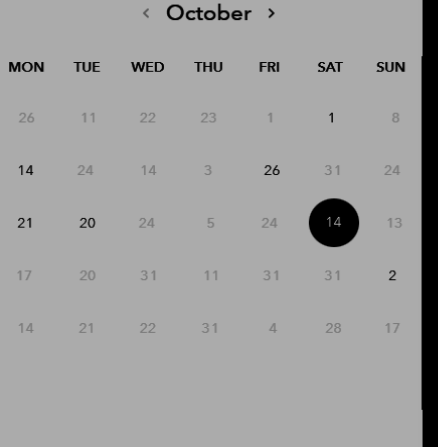 ‹ October ›
MON TUE WED THU FRI SAT SUN
26 11 22 23 1 1 8
14 24 14 3 26 31 24
21 20 24 5 24 14 13
17 20 31 11 31 31 2
14 21 22 31 4 28 17